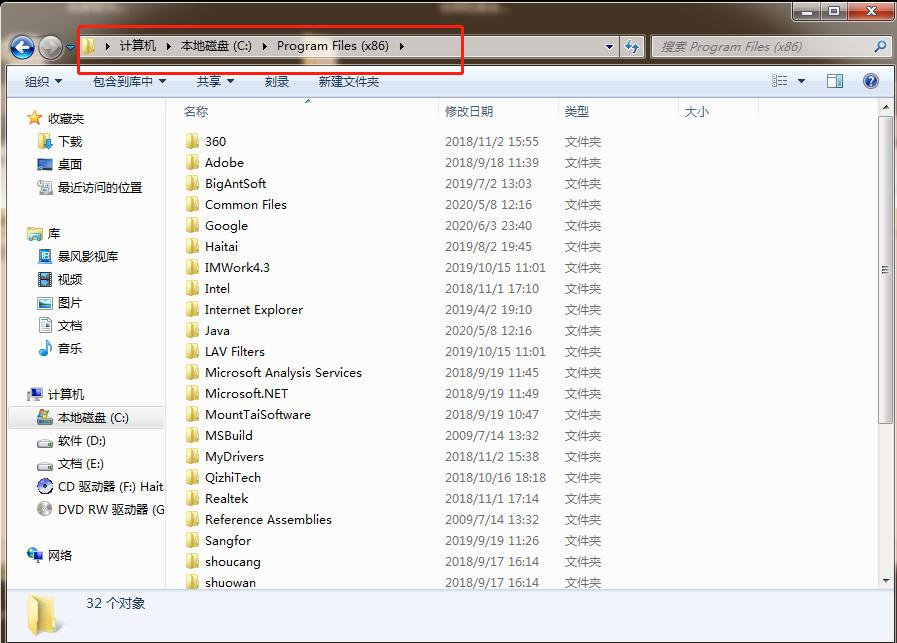 计算机 本地磁盘 (C:) Program Files (x86) 搜索 Program Files (x86)
组织 包含到库中 共享 刻录 新建文件夹
收藏夹
下载
桌面
最近访问的位置
库
暴风影视库
视频
图片
文档
音乐
计算机
本地磁盘 (C:)
软件 (D:)
文档 (E:)
CD 驱动器 (F:) Hait
DVD RW 驱动器 (G
网络
名称 修改日期 类型 大小
360 2018/11/2 15:55 文件夹
Adobe 2018/9/18 11:39 文件夹
BigAntSoft 2019/7/2 13:03 文件夹
Common Files 2020/5/8 12:16 文件夹
Google 2020/6/3 23:40 文件夹
Haitai 2019/8/2 19:45 文件夹
IMWork4.3 2019/10/15 11:01 文件夹
Intel 2018/11/1 17:10 文件夹
Internet Explorer 2019/4/2 19:10 文件夹
Java 2020/5/8 12:16 文件夹
LAV Filters 2019/10/15 11:01 文件夹
Microsoft Analysis Services 2018/9/19 11:45 文件夹
Microsoft.NET 2018/9/19 11:49 文件夹
MountTaiSoftware 2018/9/19 10:47 文件夹
MSBuild 2009/7/14 13:32 文件夹
MyDrivers 2018/11/2 15:38 文件夹
QizhiTech 2018/10/16 18:18 文件夹
Realtek 2018/11/1 17:14 文件夹
Reference Assemblies 2009/7/14 13:32 文件夹
Sangfor 2019/9/19 11:26 文件夹
shoucang 2018/9/17 16:14 文件夹
shuowan 2018/9/17 16:14 文件夹
32 个对象